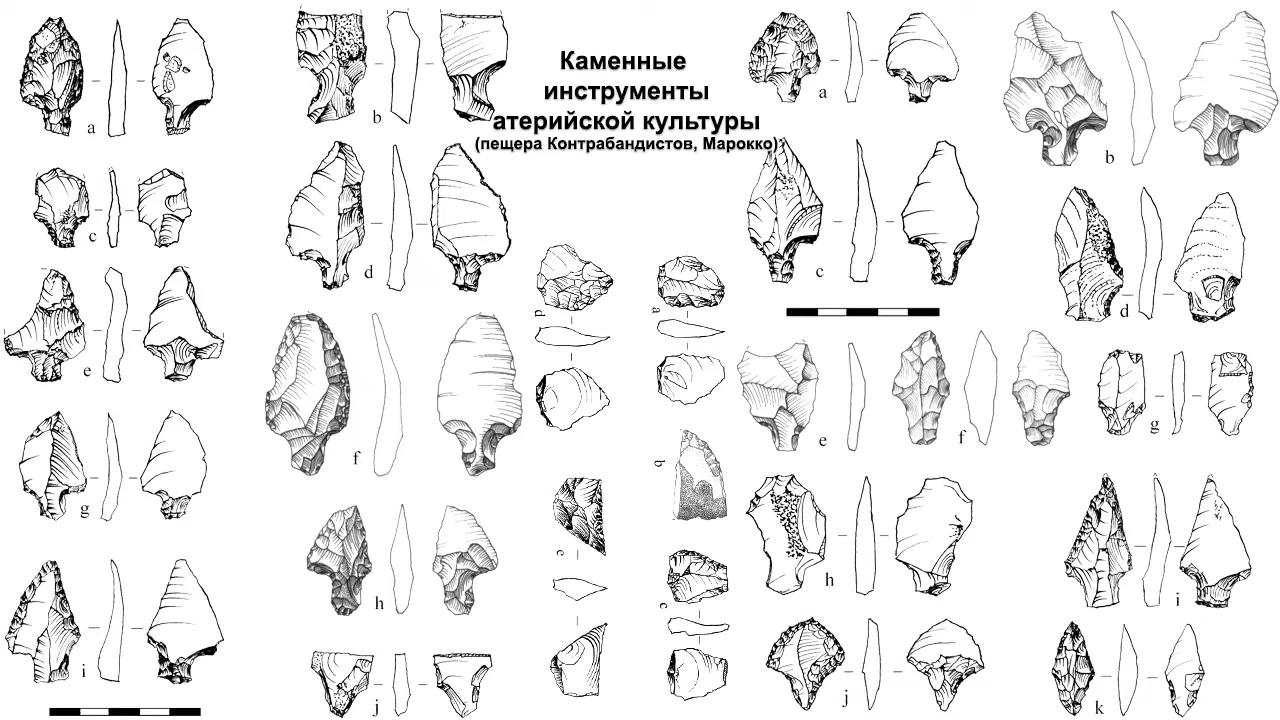 Каменные
инструменты
атерийской культуры
(пещера Контрабандистов, Марокко)
a
b
a
b
c
d
c
d
e
d
a
f
e
f
g
g
b
h
e
h
i
c
i
j
j
k